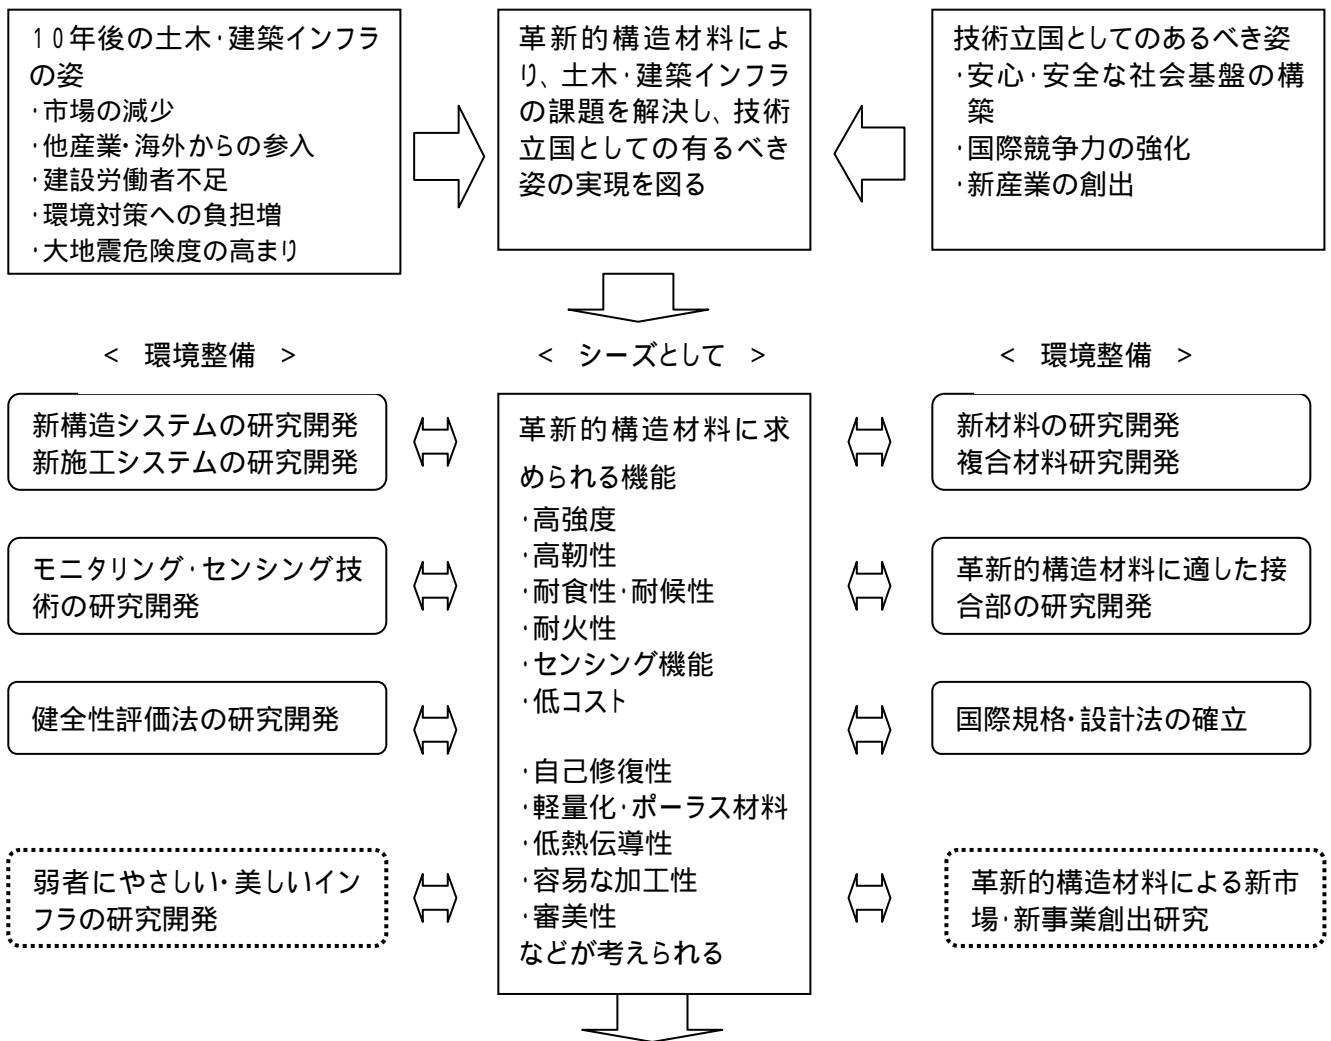 10年後の土木・建築インフラ
の姿
・市場の減少
・他産業・海外からの参入
・建設労働者不足
・環境対策への負担増
・大地震危険度の高まり
革新的構造材料によ
り、土木・建築インフラ
の課題を解決し、技術
立国としての有るべき
姿の実現を図る
技術立国としてのあるべき姿
・安心・安全な社会基盤の構
築
・国際競争力の強化
・新産業の創出
< 環境整備 >
< シーズとして >
< 環境整備 >
新構造システムの研究開発
新施工システムの研究開発
モニタリング・センシング技
術の研究開発
健全性評価法の研究開発
弱者にやさしい・美しいイン
フラの研究開発
革新的構造材料に求
められる機能
・高強度
・高靭性
・耐食性・耐候性
・耐火性
・センシング機能
・低コスト
・自己修復性
・軽量化・ポーラス材料
・低熱伝導性
・容易な加工性
・審美性
などが考えられる
新材料の研究開発
複合材料研究開発
革新的構造材料に適した接
合部の研究開発
国際規格・設計法の確立
革新的構造材料による新市
場・新事業創出研究